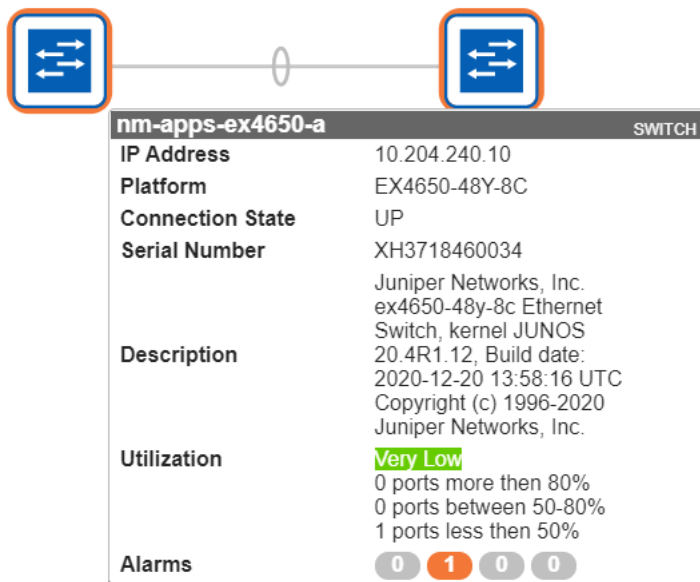 nm-apps-ex4650-a SWITCH
IP Address 10.204.240.10
Platform EX4650-48Y-8C
Connection State UP
Serial Number XH3718460034
Juniper Networks, Inc.
ex4650-48y-8c Ethernet
Switch, kernel JUNOS
Description 20.4R1.12, Build date:
2020-12-20 13:58:16 UTC
Copyright (c) 1996-2020
Juniper Networks, Inc.
Utilization Very Low
0 ports more then 80%
0 ports between 50-80%
1 ports less then 50%
Alarms 0 1 0 0